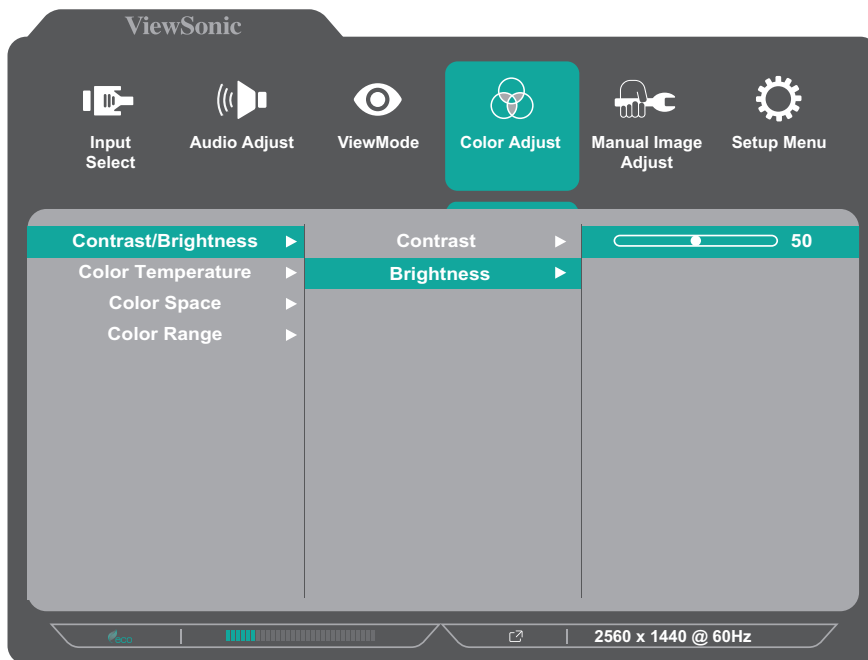 ViewSonic
Input Select
Audio Adjust
ViewMode
Color Adjust
Manual Image Adjust
Setup Menu
Contrast/Brightness
Color Temperature
Color Space
Color Range
Contrast
Brightness
50
eco
2560 x 1440 @ 60Hz